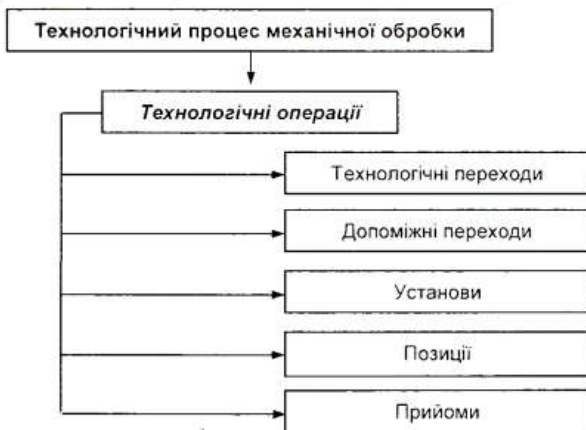 Технологічний процес механічної обробки
Технологічні операції
Технологічні переходи
Допоміжні переходи
Установи
Позиції
Прийоми